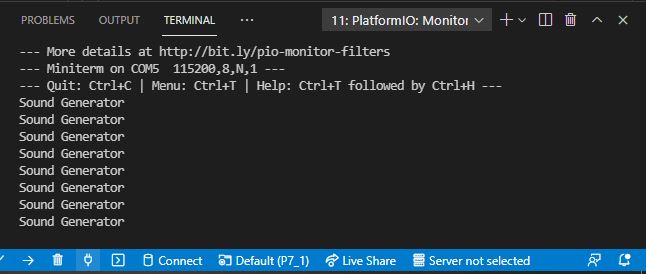 PROBLEMS OUTPUT TERMINAL 11: PlatformIO: Monitor
--- More details at http://bit.ly/pio-monitor-filters
--- Miniterm on COM5  115200,8,N,1 ---
--- Quit: Ctrl+C | Menu: Ctrl+T | Help: Ctrl+T followed by Ctrl+H ---
Sound Generator
Sound Generator
Sound Generator
Sound Generator
Sound Generator
Sound Generator
Sound Generator
Sound Generator
Connect Default (P7_1) Live Share Server not selected